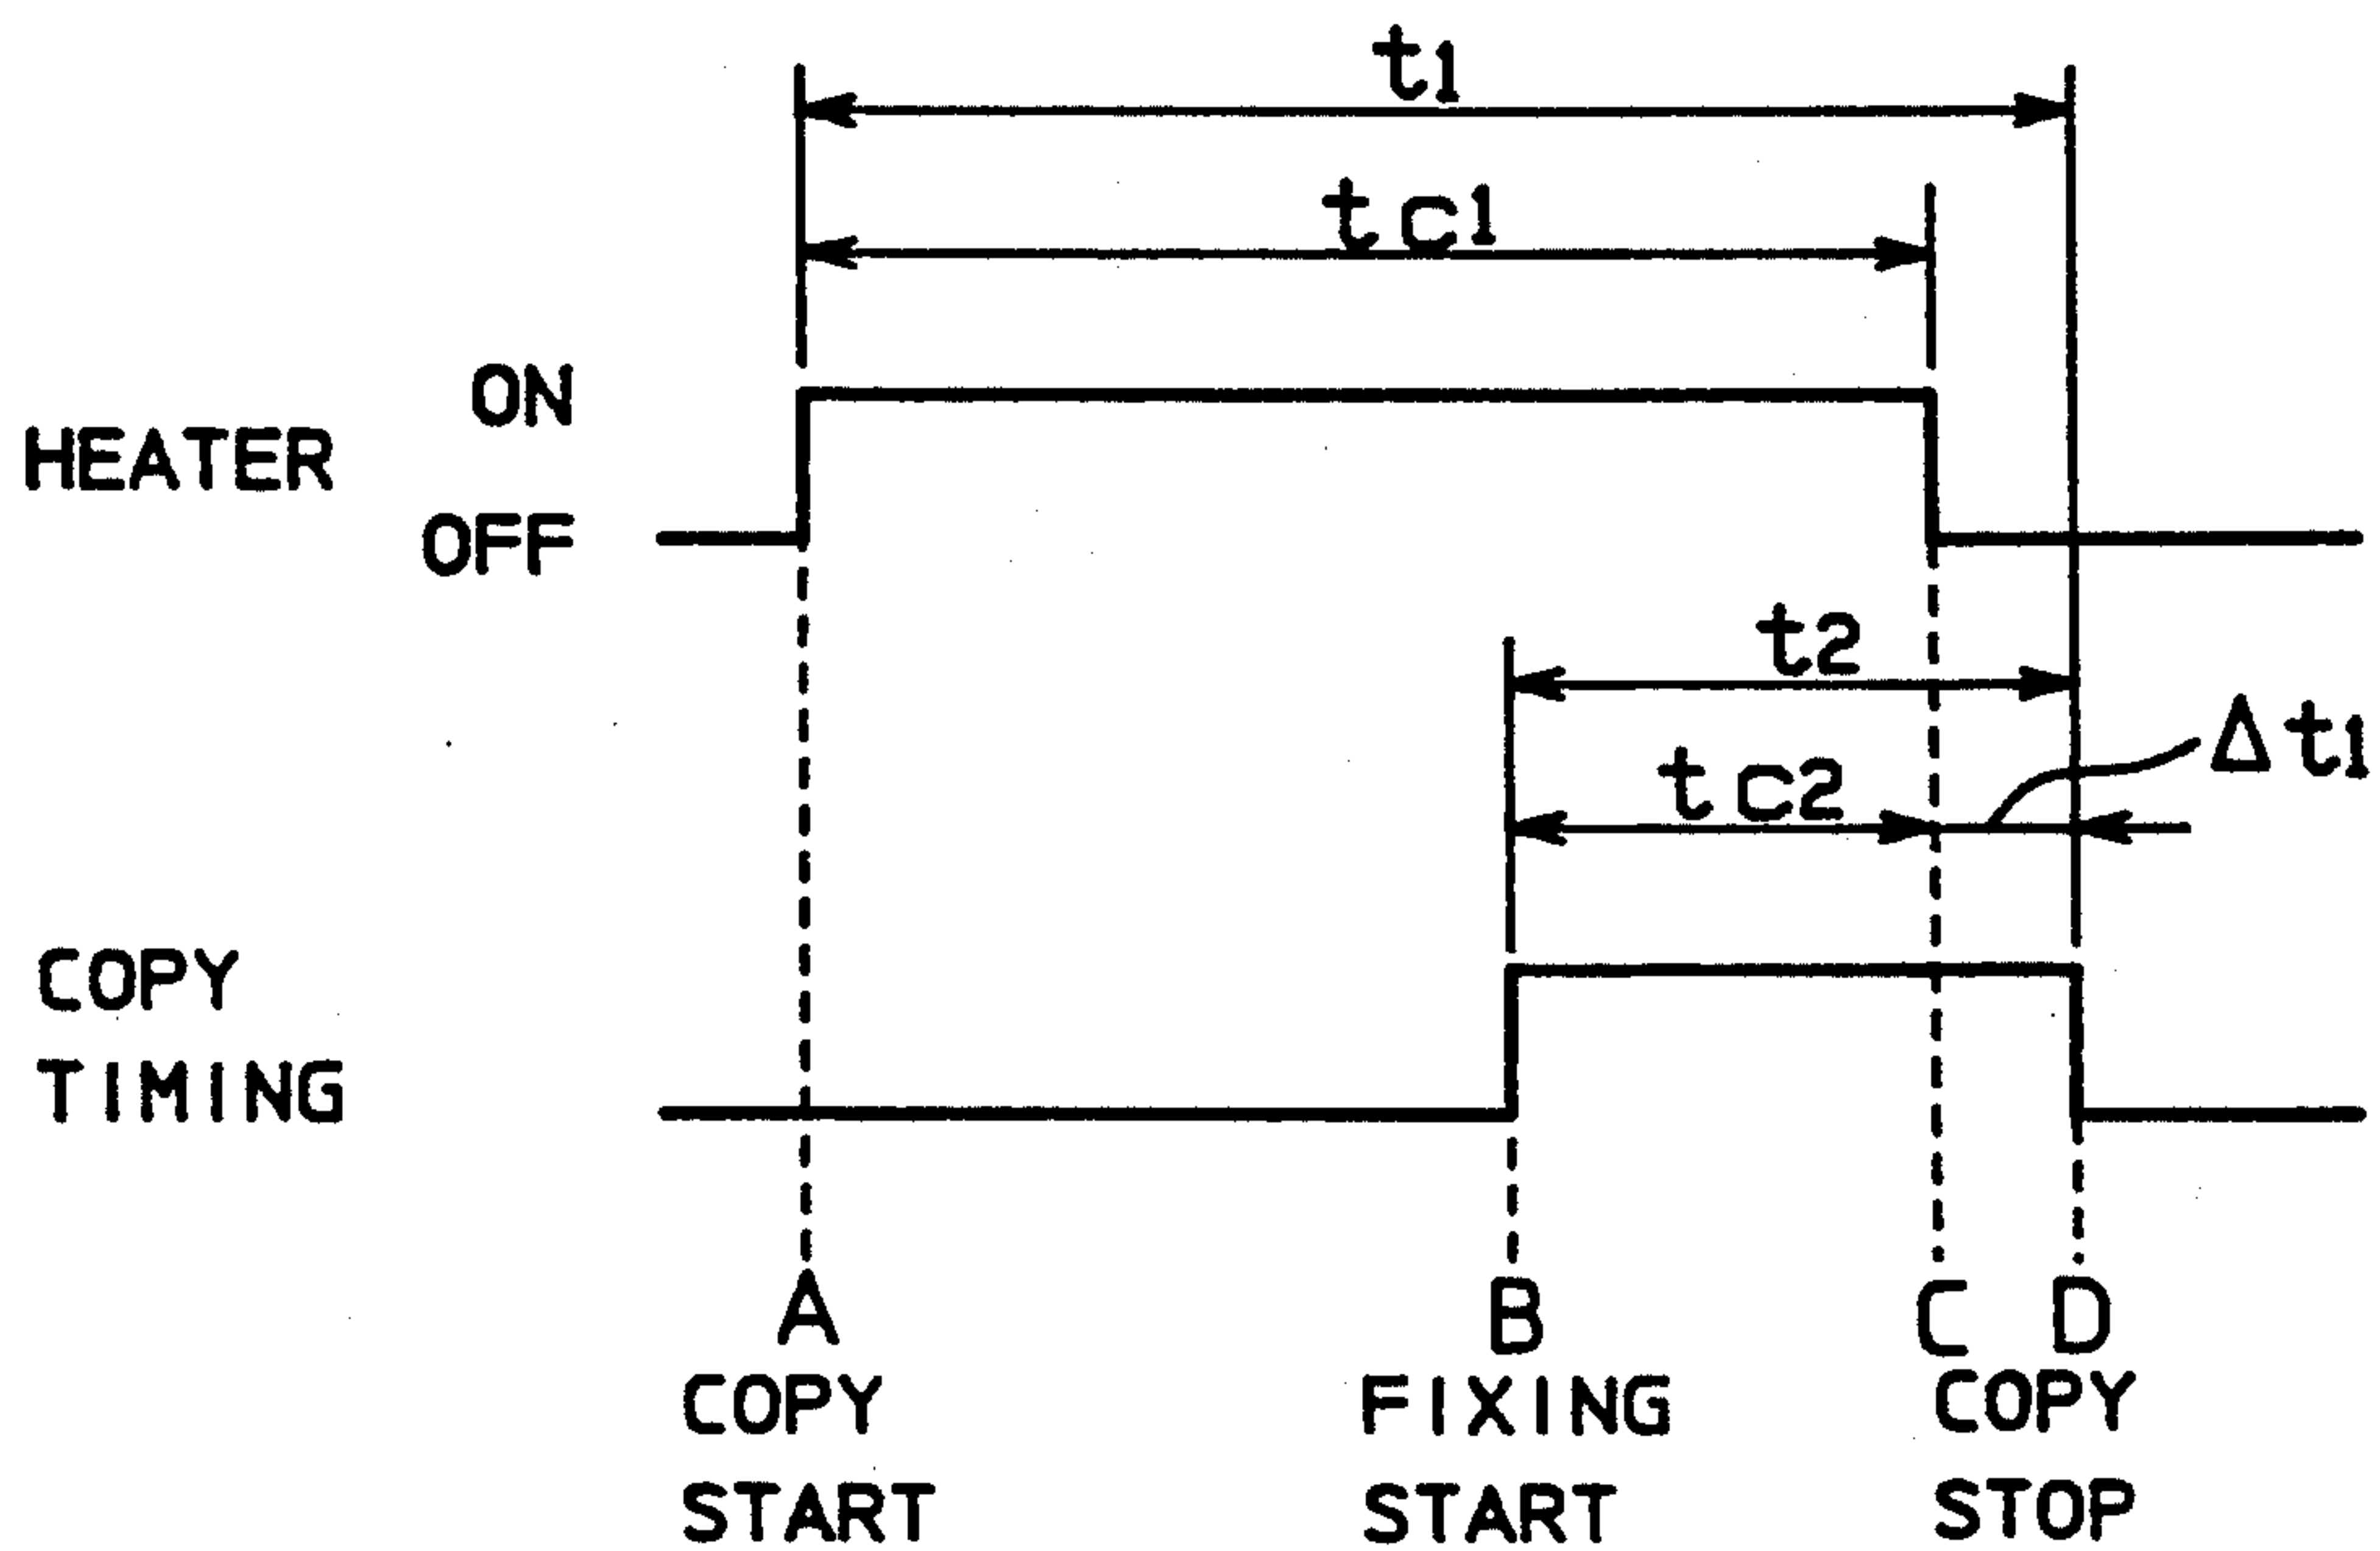 t1
tc1
ON
HEATER
OFF
t2
Δt1
tc2
COPY
TIMING
A B C D
COPY FIXING COPY
START START STOP